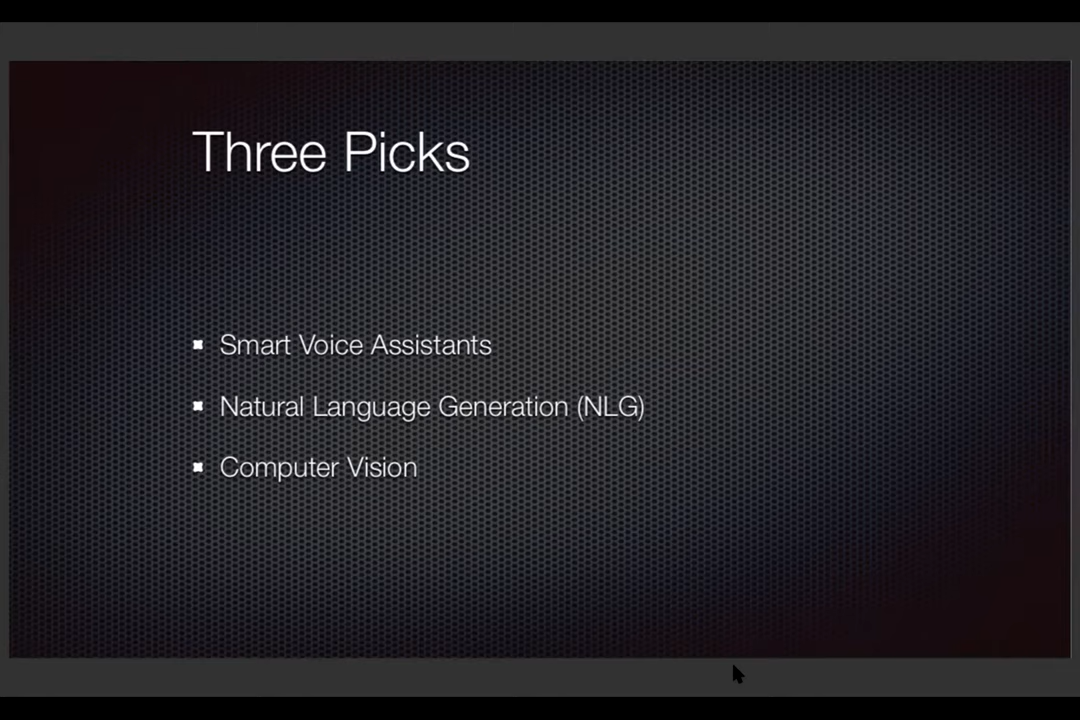 Three Picks
Smart Voice Assistants
Natural Language Generation (NLG)
Computer Vision